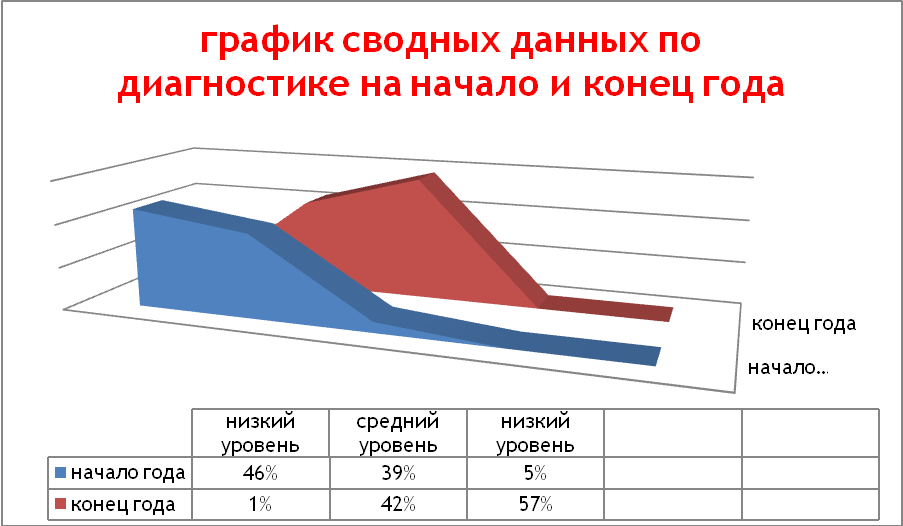 график сводных данных по
диагностике на начало и конец года
конец года
начало...
низкий уровень средний уровень низкий уровень
начало года 46% 39% 5%
конец года 1% 42% 57%